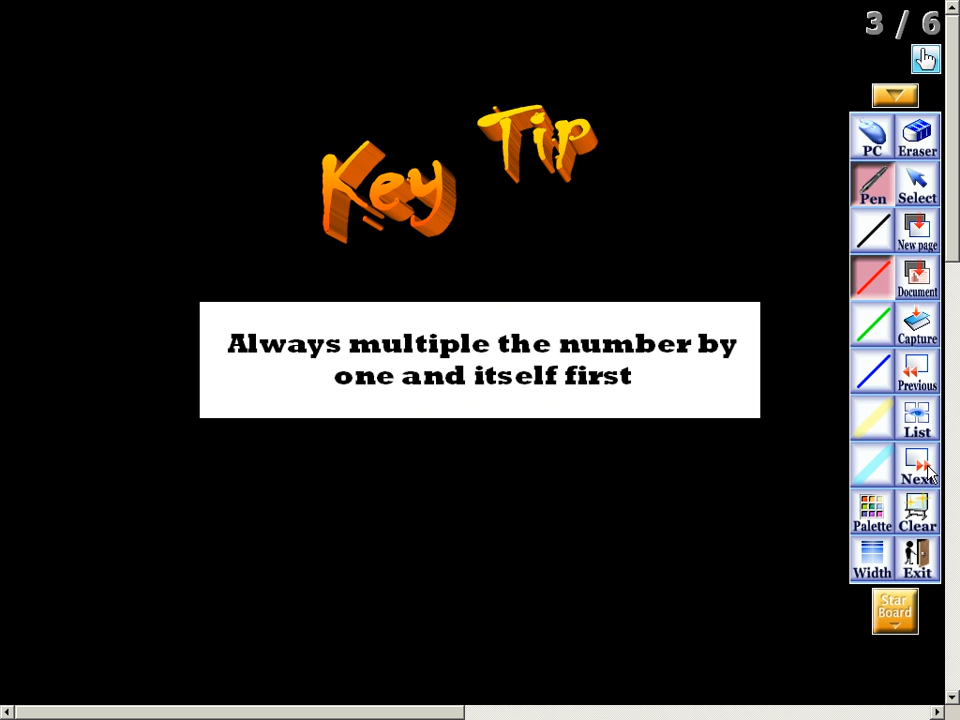 3 / 6
Key Tip
Always multiple the number by
one and itself first
PC
Eraser
Pen
Select
New page
Document
Capture
Previous
List
Next
Palette
Clear
Width
Exit
Star
Board